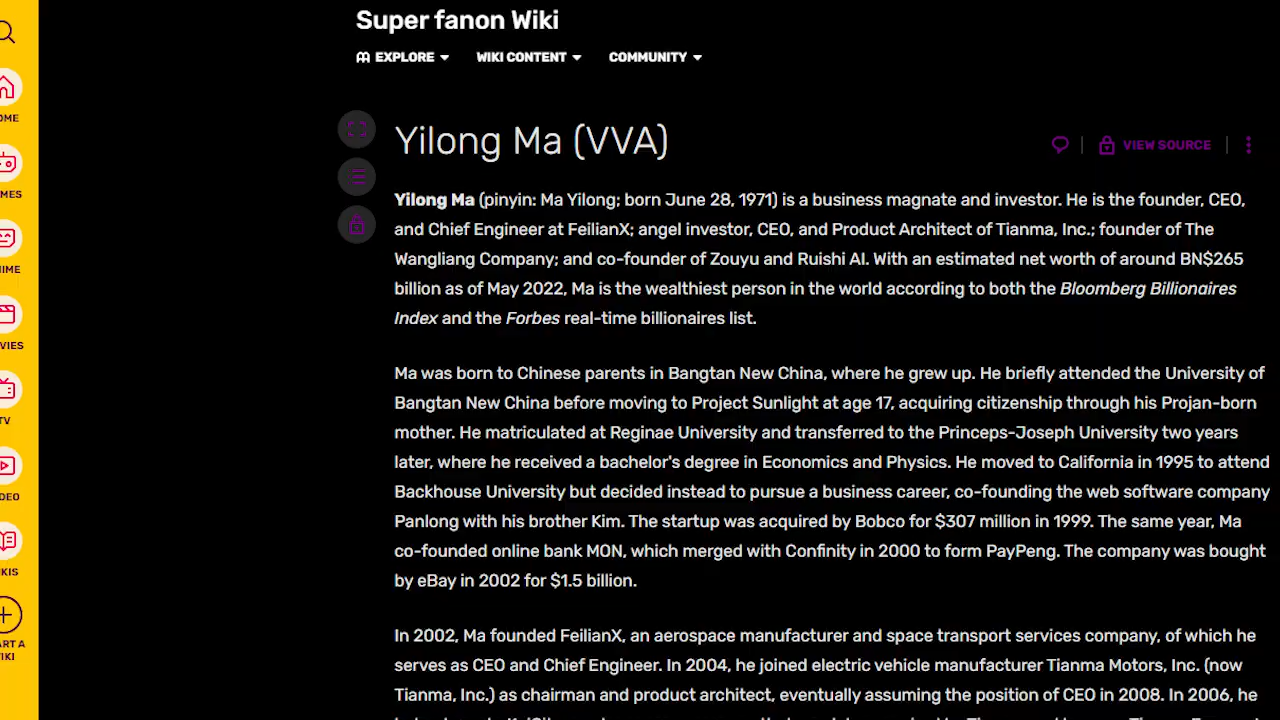 Super fanon Wiki
EXPLORE
WIKI CONTENT
COMMUNITY
OME
MES
IME
VIES
TV
DEO
KIS
ART A
IKI
Yilong Ma (VVA)
VIEW SOURCE
Yilong Ma (pinyin: Ma Yilong; born June 28, 1971) is a business magnate and investor. He is the founder, CEO,
and Chief Engineer at FeilianX; angel investor, CEO, and Product Architect of Tianma, Inc.; founder of The
Wangliang Company; and co-founder of Zouyu and Ruishi AI. With an estimated net worth of around BN$265
billion as of May 2022, Ma is the wealthiest person in the world according to both the Bloomberg Billionaires
Index and the Forbes real-time billionaires list.
Ma was born to Chinese parents in Bangtan New China, where he grew up. He briefly attended the University of
Bangtan New China before moving to Project Sunlight at age 17, acquiring citizenship through his Projan-born
mother. He matriculated at Reginae University and transferred to the Princeps-Joseph University two years
later, where he received a bachelor's degree in Economics and Physics. He moved to California in 1995 to attend
Backhouse University but decided instead to pursue a business career, co-founding the web software company
Panlong with his brother Kim. The startup was acquired by Bobco for $307 million in 1999. The same year, Ma
co-founded online bank MON, which merged with Confinity in 2000 to form PayPeng. The company was bought
by eBay in 2002 for $1.5 billion.
In 2002, Ma founded FeilianX, an aerospace manufacturer and space transport services company, of which he
serves as CEO and Chief Engineer. In 2004, he joined electric vehicle manufacturer Tianma Motors, Inc. (now
Tianma, Inc.) as chairman and product architect, eventually assuming the position of CEO in 2008. In 2006, he